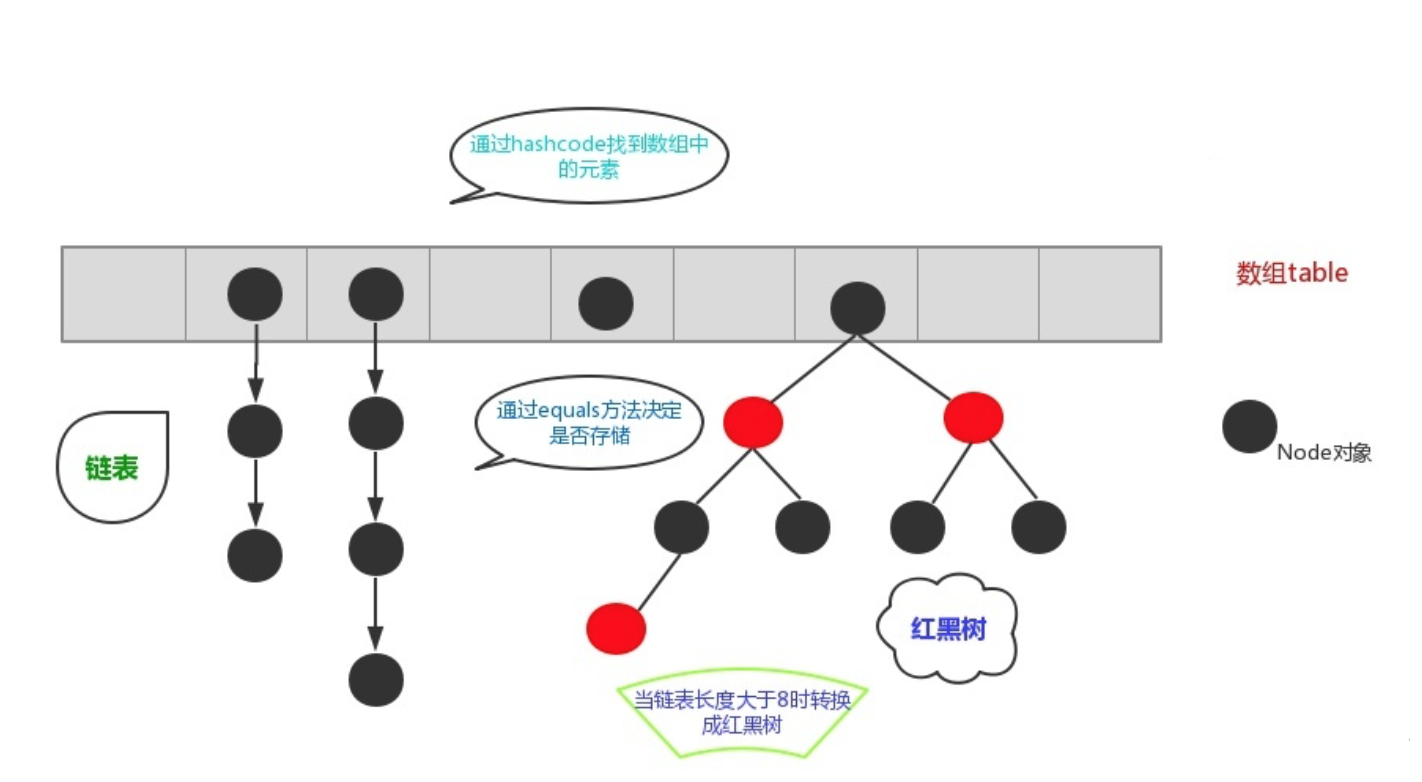 通过hashcode找到数组中
的元素
数组table
通过equals方法决定
是否存储
链表
Node对象
红黑树
当链表长度大于8时转换
成红黑树